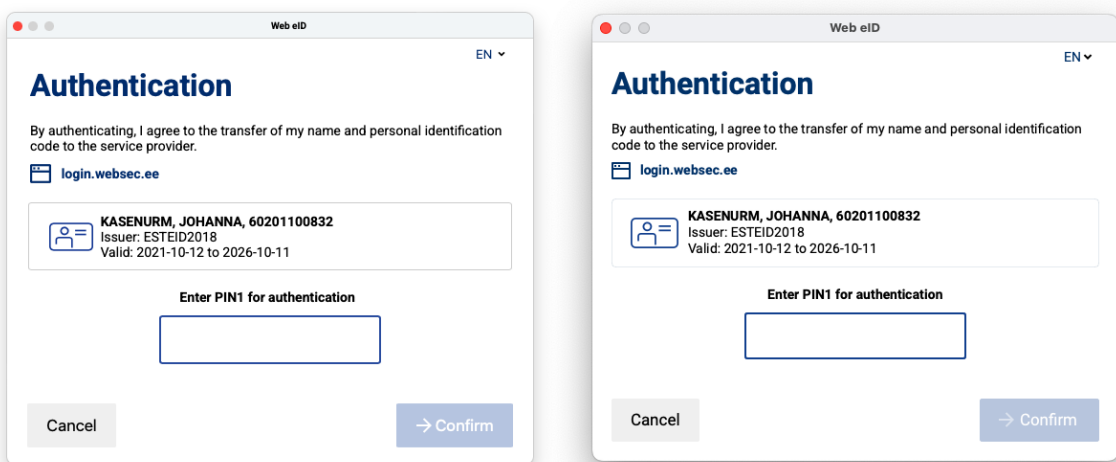 Web eID
EN
Authentication
By authenticating, I agree to the transfer of my name and personal identification
code to the service provider.
login.websec.ee
KASENURM, JOHANNA, 60201100832
Issuer: ESTEID2018
Valid: 2021-10-12 to 2026-10-11
Enter PIN1 for authentication
Cancel
Confirm
Web eID
EN
Authentication
By authenticating, I agree to the transfer of my name and personal identification
code to the service provider.
login.websec.ee
KASENURM, JOHANNA, 60201100832
Issuer: ESTEID2018
Valid: 2021-10-12 to 2026-10-11
Enter PIN1 for authentication
Cancel
Confirm